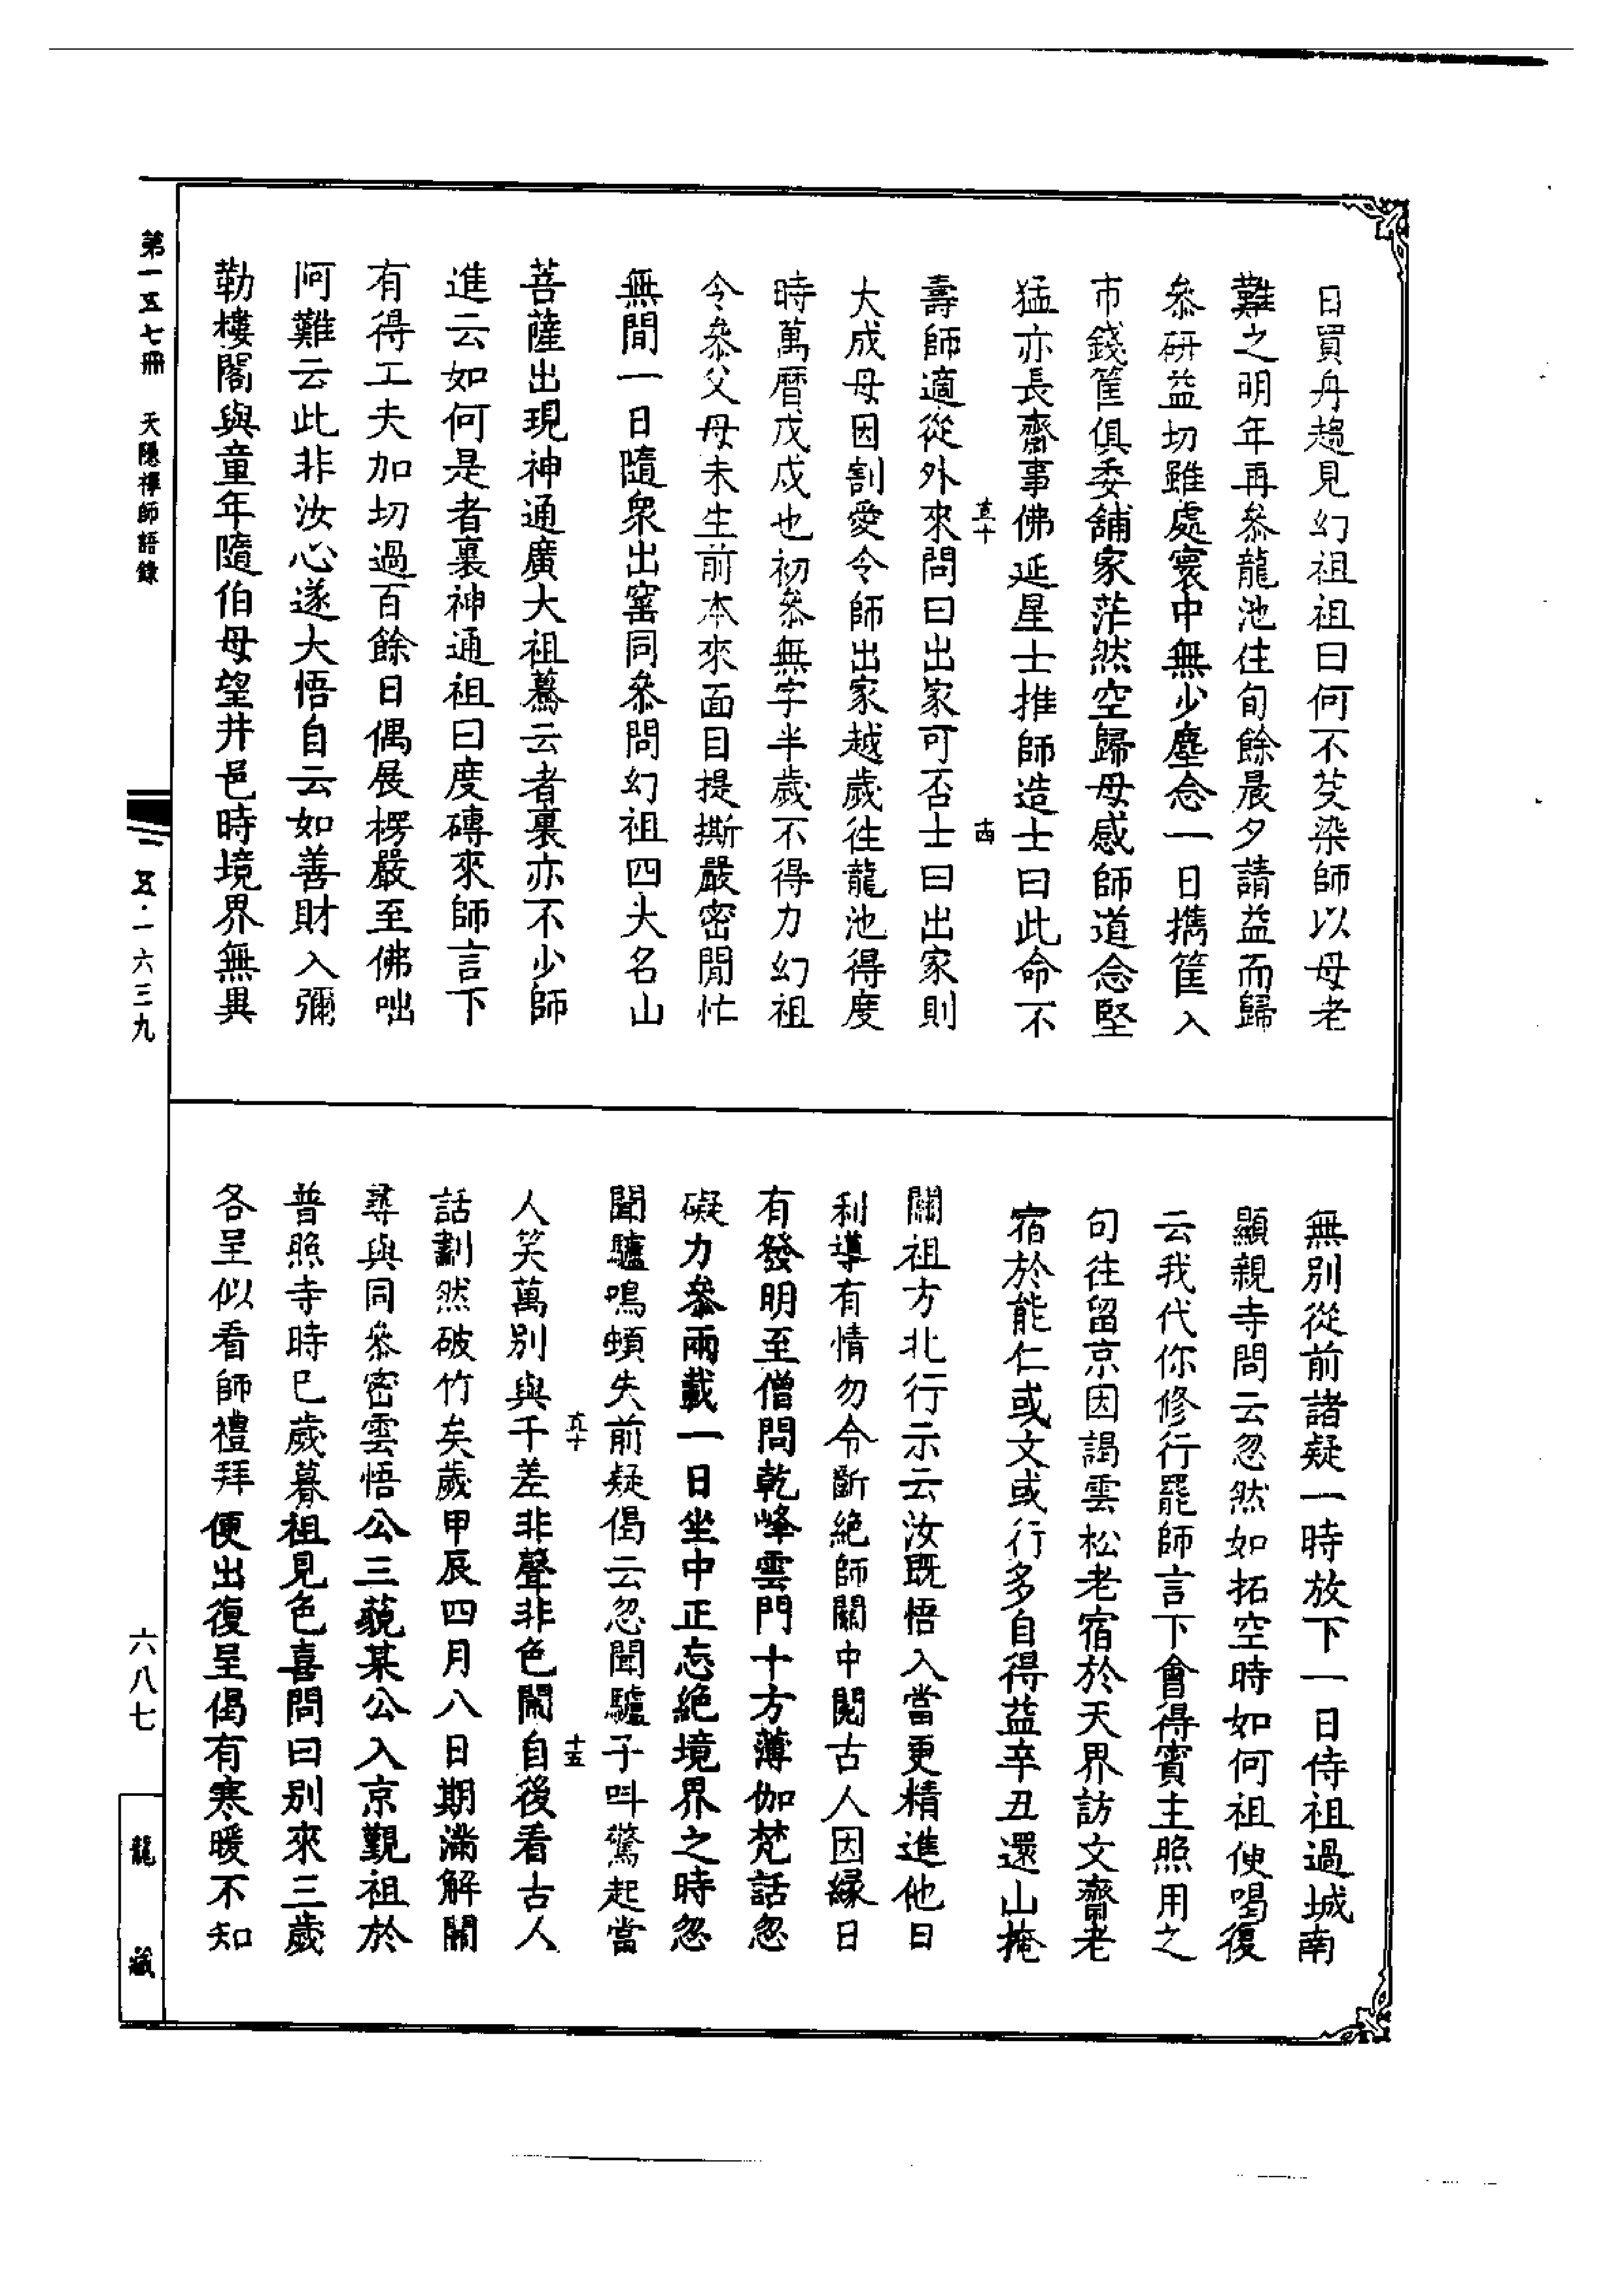 日買舟趨見幻祖祖曰何不芟染師以母老
難之明年再參龍池住旬餘晨夕請益而歸
參研益切雖處寰中無少塵念一日攜筐入
市錢筐俱委舖家茫然空歸母感師道念堅
猛亦長齋事佛延星士推師造士曰此命不
壽師適從外來問曰出家可否士曰出家則
大成母因割愛令師出家越歲往龍池得度
時萬曆戊戌也初參無字半歲不得力幻祖
令參父母未生前本來面目提撕嚴密閒忙
無間一日隨衆出窰同參問幻祖四大名山
菩薩出現神通廣大祖驀云者裏亦不少師
進云如何是者裏神通祖曰度磚來師言下
有得工夫加切過百餘日偶展楞嚴至佛咄
阿難云此非汝心遂大悟自云如善財入彌
勒樓閣與童年隨伯母望井邑時境界無異
無別從前諸疑一時放下一日侍祖過城南
顯親寺問云忽然如拓空時如何祖便喝復
云我代你修行罷師言下會得賓主照用之
句往留京因謁雲松老宿於天界訪文齋老
宿於能仁或文或行多自得益辛丑還山掩
關祖方北行示云汝既悟入當更精進他日
利導有情勿令斷絶師關中閱古人因緣日
有發明至僧問乾峰雲門十方薄伽梵話忽
礙力參兩載一日坐中正忘絕境界之時忽
聞驢鳴頓失前疑偈云忽聞驢子呌驚起當
人笑萬別與千差非聲非色鬧自後看古人
話劃然破竹矣歲甲辰四月八日期滿解關
尋與同參密雲悟公三藐某公入京覲祖於
普照寺時巳歲暮祖見色喜問曰別來三歲
各呈似看師禮拜便出復呈偈有寒暖不知
真十
十四
真十
十五
第一五七冊 天隱禪師語錄
一五·一六三九
六八七
龍藏